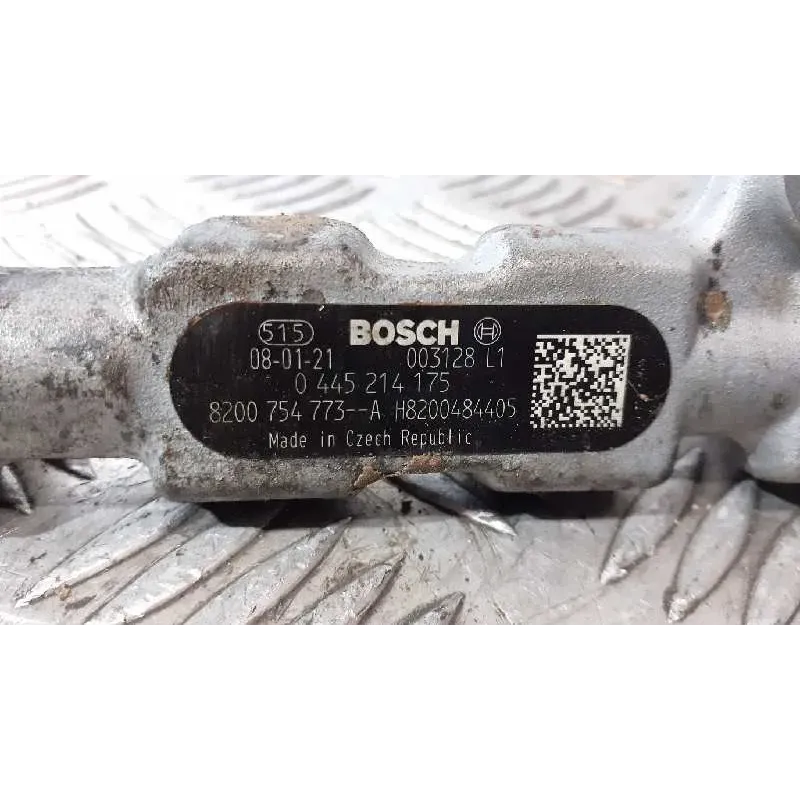 515 BOSCH
08-01-21 003128 L1
0 445 214 175
8200 754 773--A H8200484405
Made in Czech Republic